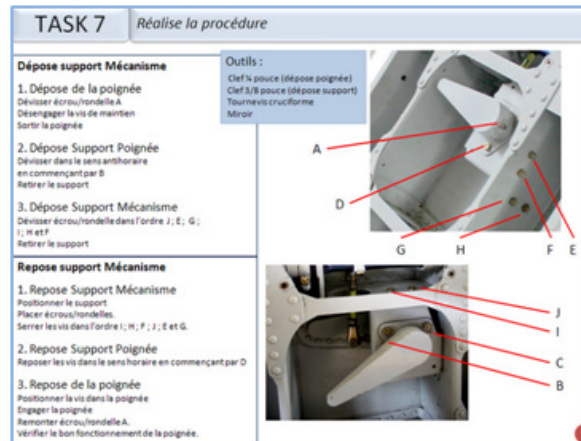 TASK 7
Réalise la procédure
Dépose support Mécanisme
1. Dépose de la poignée
Dévisser écrou/rondelle A
Désengager la vis de maintien
Sortir la poignée
2. Dépose Support Poignée
Dévisser dans le sens antihoraire
en commençant par B
Retirer le support
3. Dépose Support Mécanisme
Dévisser écrou/rondelle dans l'ordre J ; E ; G ;
I ; H et F
Retirer le support
Outils :
Clef ¼ pouce (dépose poignée)
Clef 3/8 pouce (dépose support)
Tournevis cruciforme
Miroir
A
D
G
H
F
E
Repose support Mécanisme
1. Repose Support Mécanisme
Positionner le support
Placer écrous/rondelles.
Serrer les vis dans l'ordre I ; H ; F ; J ; E et G.
2. Repose Support Poignée
Reposer les vis dans le sens horaire en commençant par D
3. Repose de la poignée
Positionner la vis dans la poignée
Engager la poignée
Remonter écrou/rondelle A.
Vérifier le bon fonctionnement de la poignée.
J
I
C
B